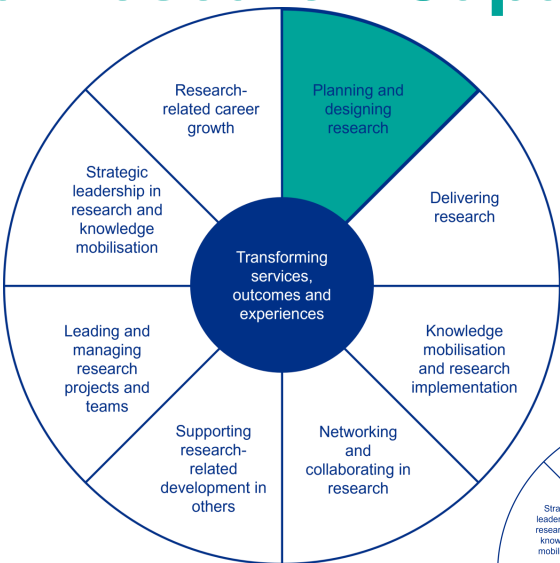 Research-
related career
growth
Planning and
designing
research
Strategic
leadership in
research and
knowledge
mobilisation
Delivering
research
Transforming
services,
outcomes and
experiences
Leading and
managing
research
projects and
teams
Knowledge
mobilisation
and research
implementation
Supporting
research-
related
development in
others
Networking
and
collaborating in
research